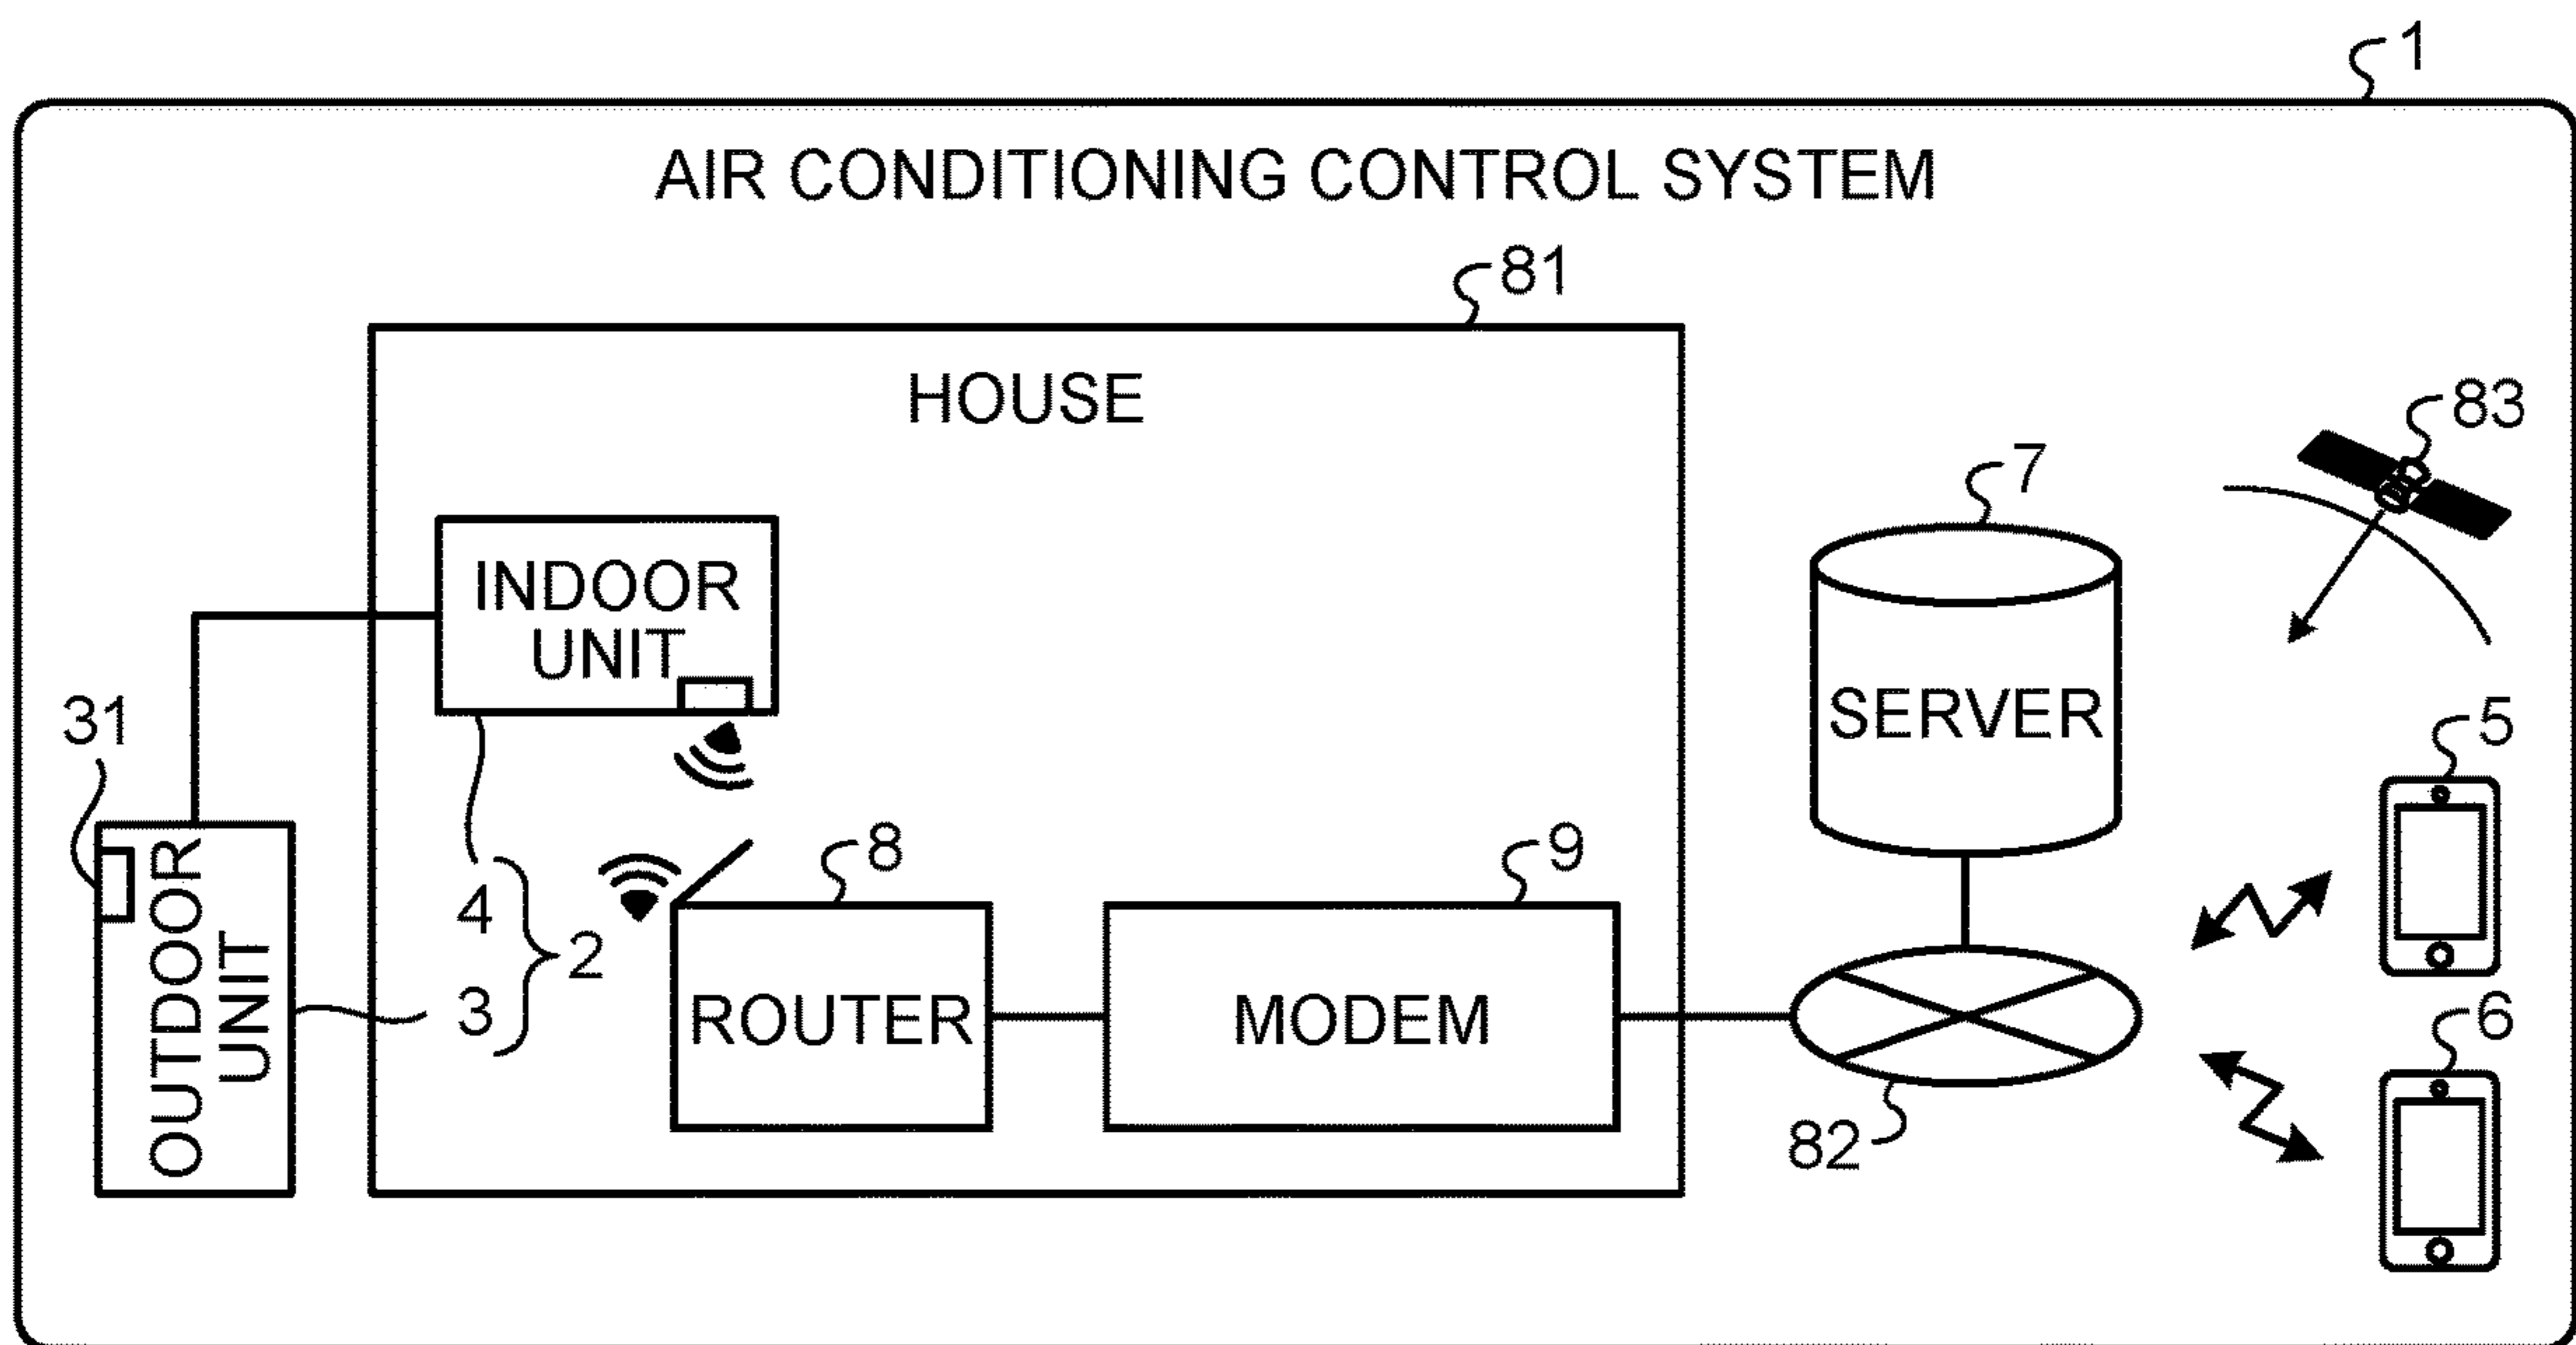 1
AIR CONDITIONING CONTROL SYSTEM
81
HOUSE
83
7
INDOOR
UNIT
SERVER
31
5
OUTDOOR
UNIT
4
3
2
8
ROUTER
9
MODEM
82
6